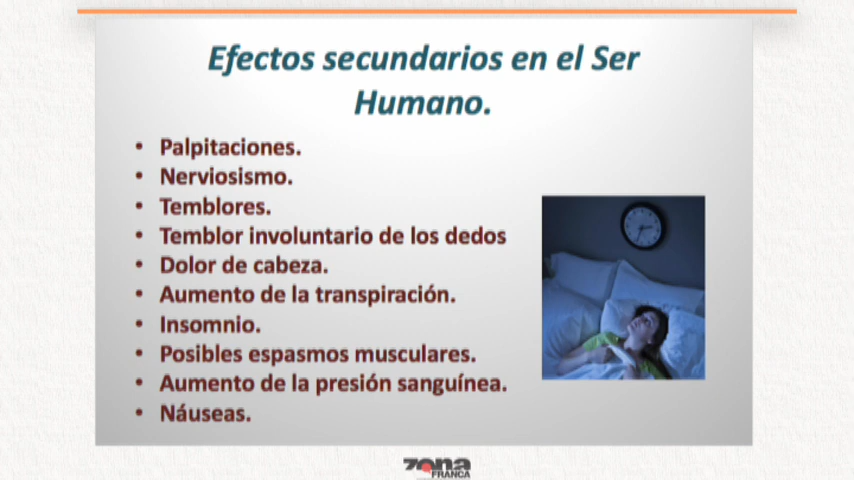 Efectos secundarios en el Ser
Humano.
• Palpitaciones.
• Nerviosismo.
• Temblores.
• Temblor involuntario de los dedos
• Dolor de cabeza.
• Aumento de la transpiración.
• Insomnio.
• Posibles espasmos musculares.
• Aumento de la presión sanguínea.
• Náuseas.
zona
FRANCA